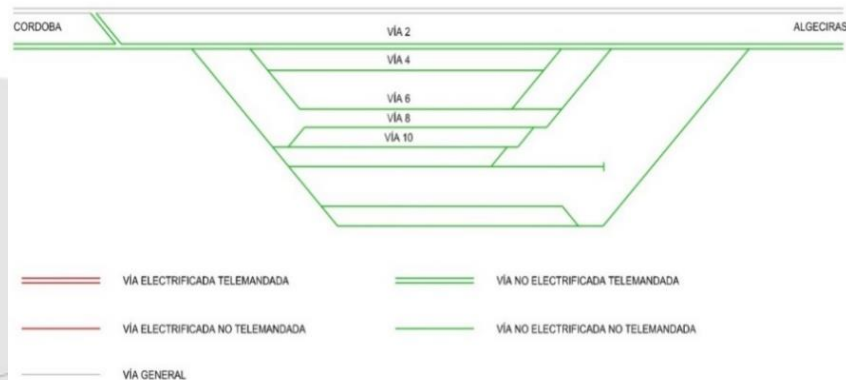 CORDOBA
VÍA 2
ALGECIRAS
VÍA 4
VÍA 6
VÍA 8
VÍA 10
VÍA ELECTRIFICADA TELEMANDADA
VÍA NO ELECTRIFICADA TELEMANDADA
VÍA ELECTRIFICADA NO TELEMANDADA
VÍA NO ELECTRIFICADA NO TELEMANDADA
VÍA GENERAL